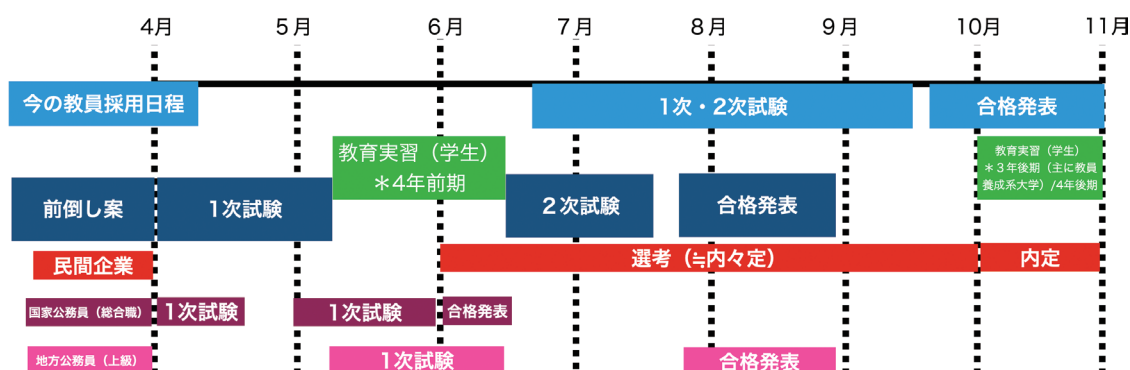 4月 5月 6月 7月 8月 9月 10月 11月
今の教員採用日程 1次・2次試験 合格発表
教育実習（学生）
＊4年前期
教育実習（学生）
＊３年後期（主に教員
養成系大学）/4年後期
前倒し案 1次試験 ２次試験 合格発表
民間企業 選考（≒内々定） 内定
国家公務員（総合職） 1次試験 1次試験 合格発表
地方公務員（上級） 1次試験 合格発表